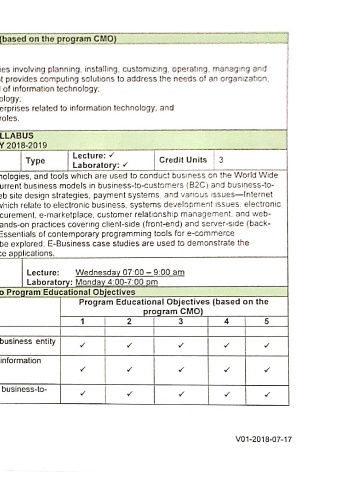 (based on the program CMO)
ies involving planning, installing, customizing, operating, managing and
t provides computing solutions to address the needs of an organization.
l of information technology;
ology;
erprises related to information technology; and
roles.
LLABUS
Y 2018-2019
Type Lecture: ✓ Credit Units 3
Laboratory: ✓
nologies, and tools which are used to conduct business on the World Wide
urrent business models in business-to-customers (B2C) and business-to-
eb site design strategies, payment systems, and various issues—Internet
which relate to electronic business, systems development issues, electronic
curement, e-marketplace, customer relationship management, and web-
ands-on practices covering client-side (front-end) and server-side (back-
Essentials of contemporary programming tools for e-commerce
be explored. E-Business case studies are used to demonstrate the
ce applications.
Lecture: Wednesday 07:00 – 9:00 am
Laboratory: Monday 4:00-7:00 pm
o Program Educational Objectives
Program Educational Objectives (based on the
program CMO)
1 2 3 4 5
business entity ✓ ✓ ✓ ✓ ✓
information ✓ ✓ ✓ ✓ ✓
business-to- ✓ ✓ ✓ ✓ ✓
V01-2018-07-17